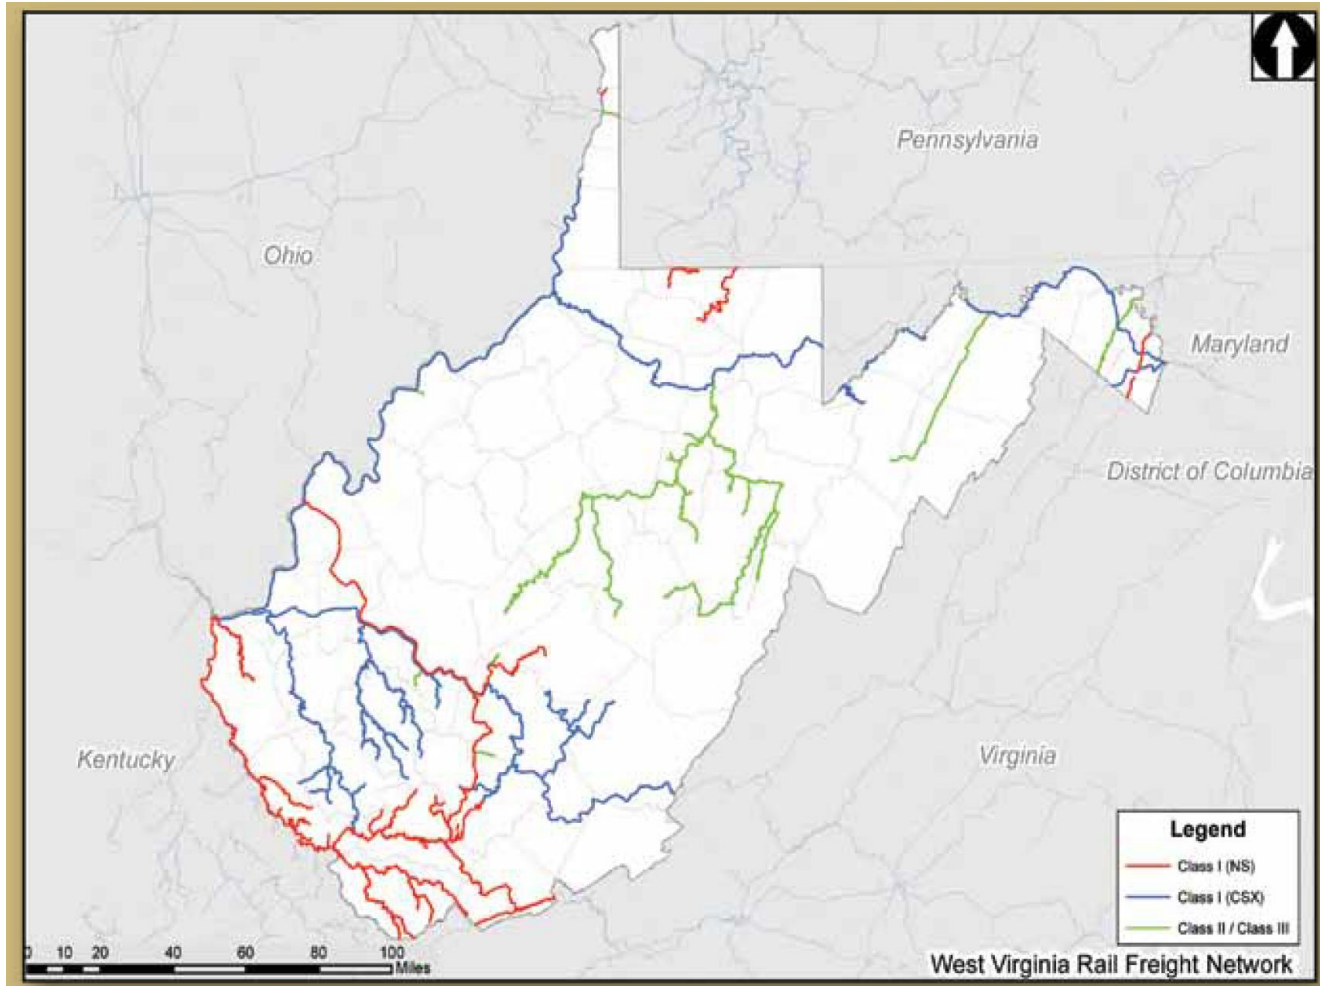 Pennsylvania
Ohio
Maryland
District of Columbia
Kentucky
Virginia
Legend
Class I (NS)
Class I (CSX)
Class II / Class III
0 10 20 40 60 80 100
Miles
West Virginia Rail Freight Network